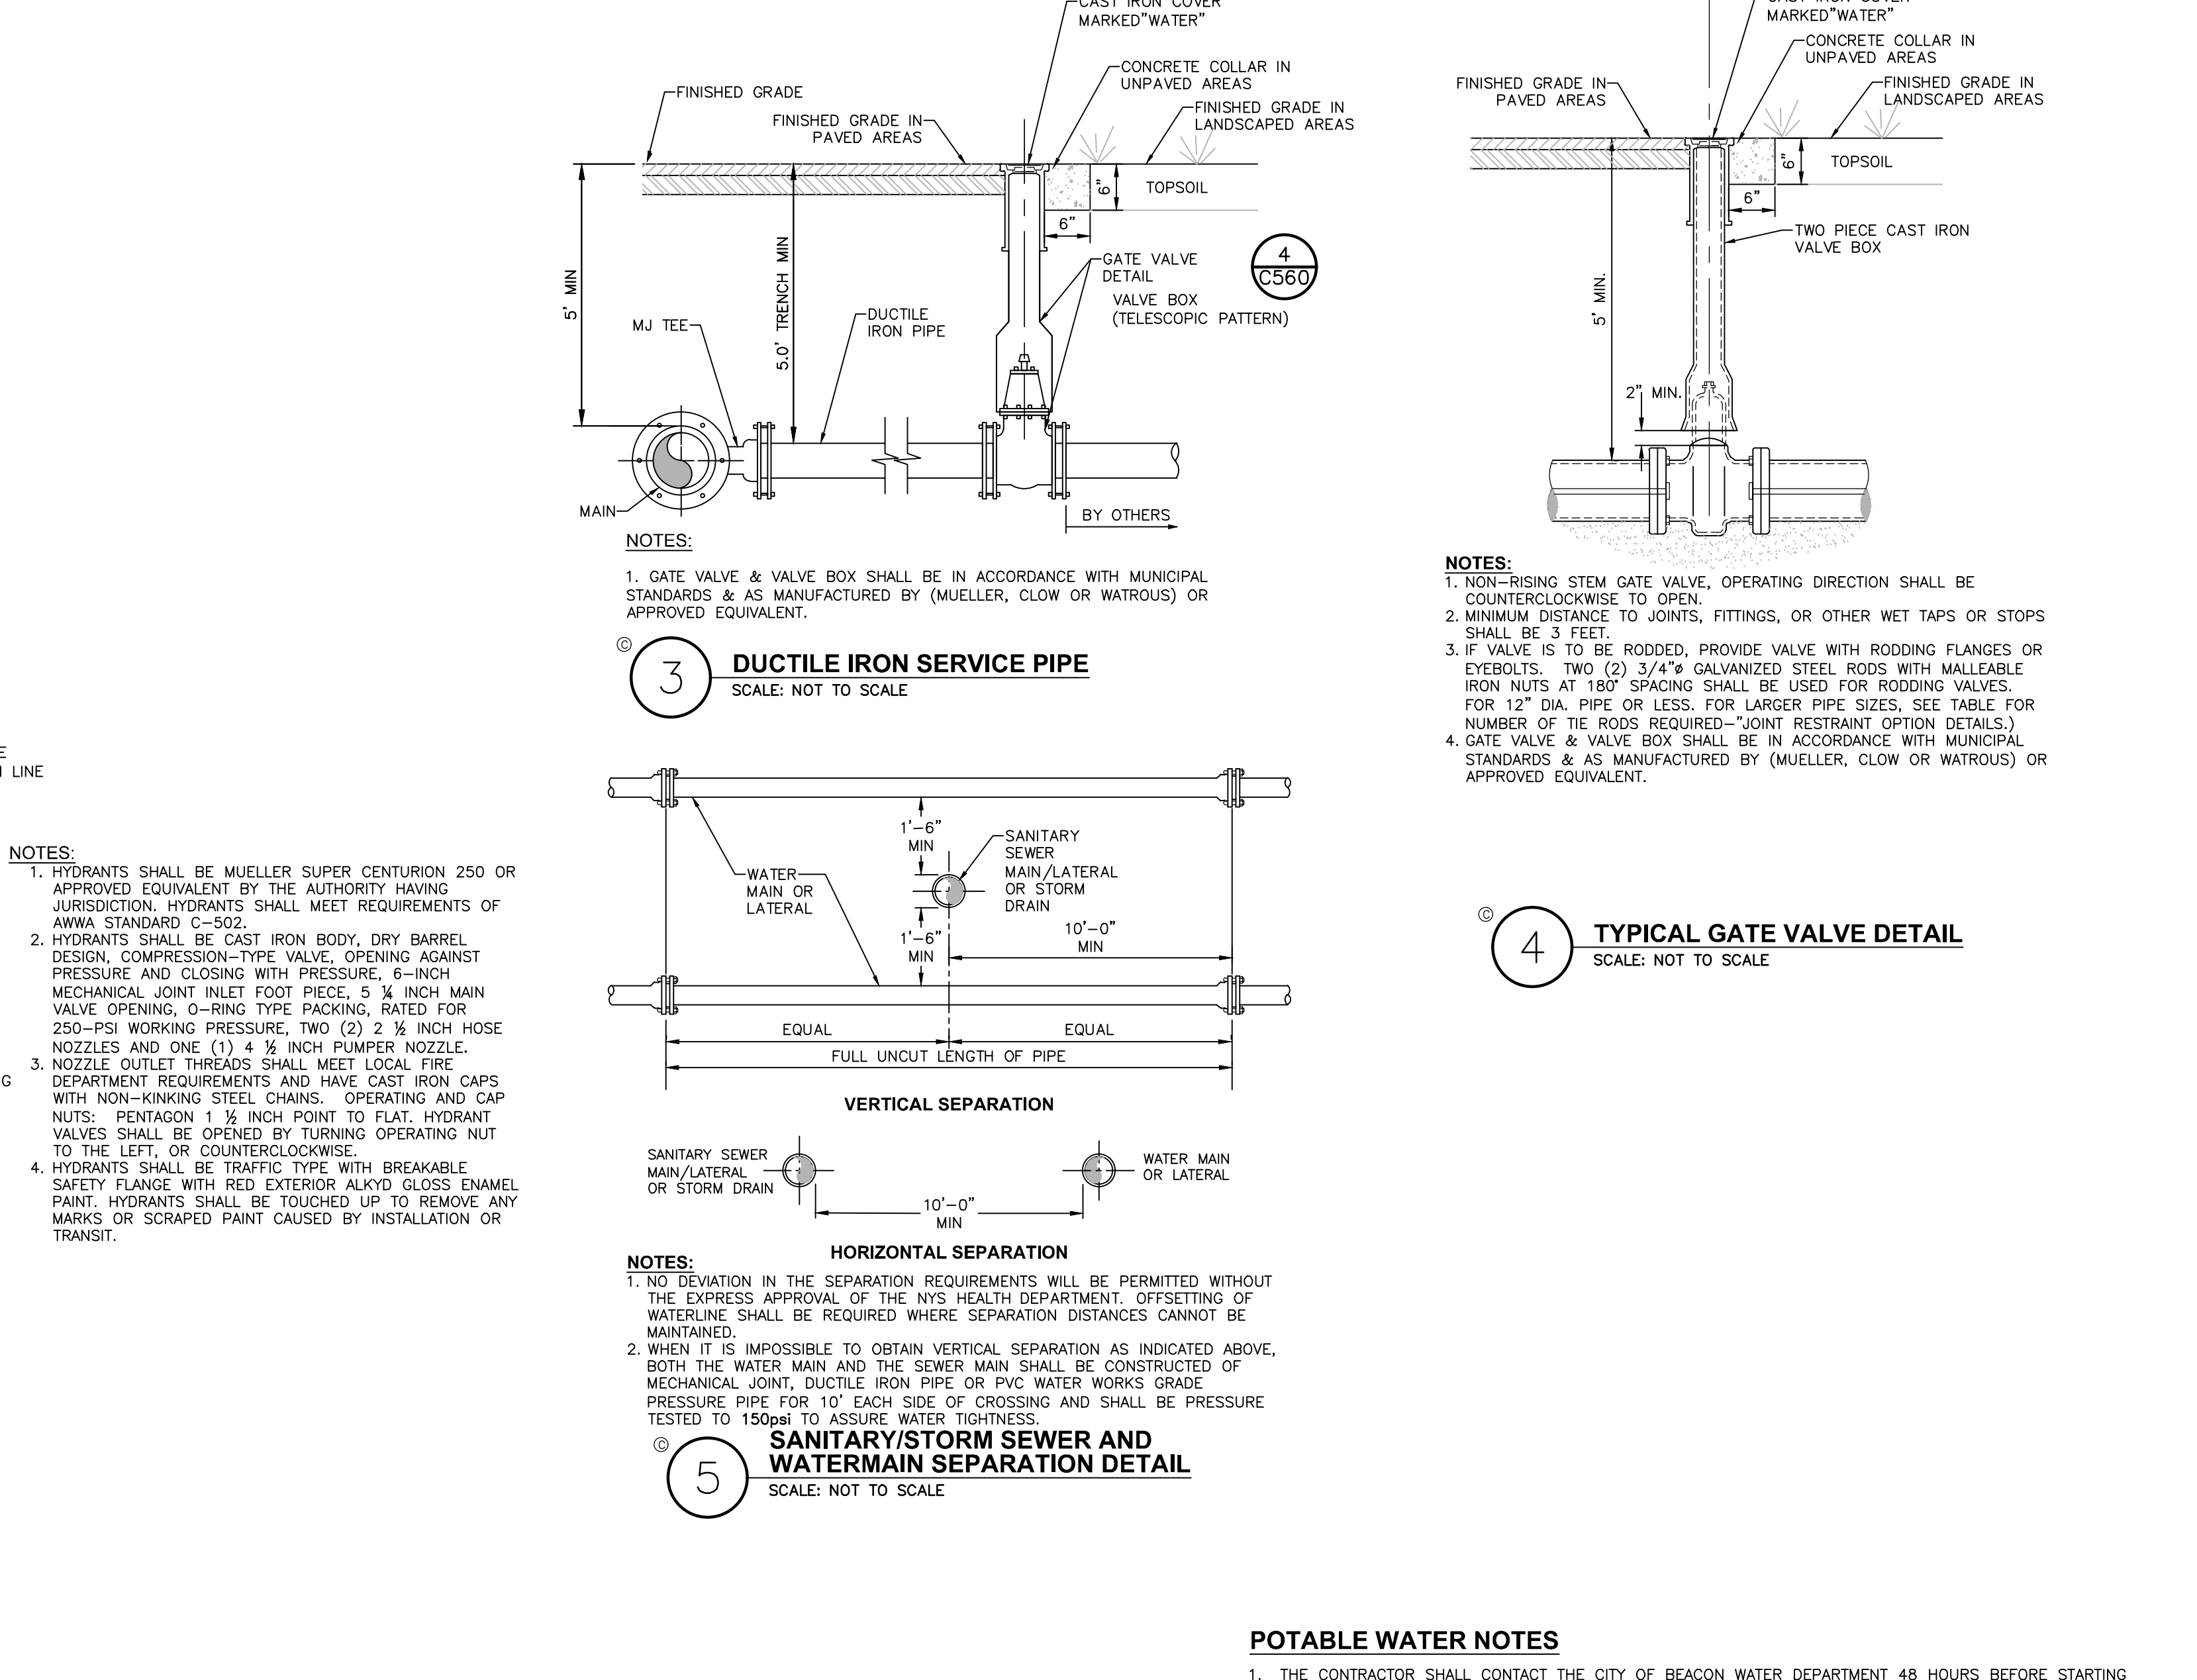 CAST IRON COVER
MARKED"WATER"
CONCRETE COLLAR IN
UNPAVED AREAS
FINISHED GRADE
FINISHED GRADE IN
PAVED AREAS
FINISHED GRADE IN
LANDSCAPED AREAS
TOPSOIL
6"
6"
5' MIN
5.0' TRENCH MIN
GATE VALVE
DETAIL
4
C560
VALVE BOX
(TELESCOPIC PATTERN)
MJ TEE
DUCTILE
IRON PIPE
MAIN
BY OTHERS
NOTES:
1. GATE VALVE & VALVE BOX SHALL BE IN ACCORDANCE WITH MUNICIPAL
STANDARDS & AS MANUFACTURED BY (MUELLER, CLOW OR WATROUS) OR
APPROVED EQUIVALENT.
©
3
DUCTILE IRON SERVICE PIPE
SCALE: NOT TO SCALE
CAST IRON COVER
MARKED"WATER"
CONCRETE COLLAR IN
UNPAVED AREAS
FINISHED GRADE IN
PAVED AREAS
FINISHED GRADE IN
LANDSCAPED AREAS
6"
TOPSOIL
6"
TWO PIECE CAST IRON
VALVE BOX
5' MIN.
2" MIN.
NOTES:
1. NON-RISING STEM GATE VALVE, OPERATING DIRECTION SHALL BE
COUNTERCLOCKWISE TO OPEN.
2. MINIMUM DISTANCE TO JOINTS, FITTINGS, OR OTHER WET TAPS OR STOPS
SHALL BE 3 FEET.
3. IF VALVE IS TO BE RODDED, PROVIDE VALVE WITH RODDING FLANGES OR
EYEBOLTS. TWO (2) 3/4"ø GALVANIZED STEEL RODS WITH MALLEABLE
IRON NUTS AT 180° SPACING SHALL BE USED FOR RODDING VALVES.
FOR 12" DIA. PIPE OR LESS. FOR LARGER PIPE SIZES, SEE TABLE FOR
NUMBER OF TIE RODS REQUIRED-"JOINT RESTRAINT OPTION DETAILS.)
4. GATE VALVE & VALVE BOX SHALL BE IN ACCORDANCE WITH MUNICIPAL
STANDARDS & AS MANUFACTURED BY (MUELLER, CLOW OR WATROUS) OR
APPROVED EQUIVALENT.
©
4
TYPICAL GATE VALVE DETAIL
SCALE: NOT TO SCALE
LINE
G
NOTES:
1. HYDRANTS SHALL BE MUELLER SUPER CENTURION 250 OR
APPROVED EQUIVALENT BY THE AUTHORITY HAVING
JURISDICTION. HYDRANTS SHALL MEET REQUIREMENTS OF
AWWA STANDARD C-502.
2. HYDRANTS SHALL BE CAST IRON BODY, DRY BARREL
DESIGN, COMPRESSION-TYPE VALVE, OPENING AGAINST
PRESSURE AND CLOSING WITH PRESSURE, 6-INCH
MECHANICAL JOINT INLET FOOT PIECE, 5 ¼ INCH MAIN
VALVE OPENING, O-RING TYPE PACKING, RATED FOR
250-PSI WORKING PRESSURE, TWO (2) 2 ½ INCH HOSE
NOZZLES AND ONE (1) 4 ½ INCH PUMPER NOZZLE.
3. NOZZLE OUTLET THREADS SHALL MEET LOCAL FIRE
DEPARTMENT REQUIREMENTS AND HAVE CAST IRON CAPS
WITH NON-KINKING STEEL CHAINS. OPERATING AND CAP
NUTS: PENTAGON 1 ½ INCH POINT TO FLAT. HYDRANT
VALVES SHALL BE OPENED BY TURNING OPERATING NUT
TO THE LEFT, OR COUNTERCLOCKWISE.
4. HYDRANTS SHALL BE TRAFFIC TYPE WITH BREAKABLE
SAFETY FLANGE WITH RED EXTERIOR ALKYD GLOSS ENAMEL
PAINT. HYDRANTS SHALL BE TOUCHED UP TO REMOVE ANY
MARKS OR SCRAPED PAINT CAUSED BY INSTALLATION OR
TRANSIT.
1'-6"
MIN
SANITARY
SEWER
MAIN/LATERAL
OR STORM
DRAIN
WATER
MAIN OR
LATERAL
1'-6"
MIN
10'-0"
MIN
EQUAL
EQUAL
FULL UNCUT LENGTH OF PIPE
VERTICAL SEPARATION
SANITARY SEWER
MAIN/LATERAL
OR STORM DRAIN
WATER MAIN
OR LATERAL
10'-0"
MIN
HORIZONTAL SEPARATION
NOTES:
1. NO DEVIATION IN THE SEPARATION REQUIREMENTS WILL BE PERMITTED WITHOUT
THE EXPRESS APPROVAL OF THE NYS HEALTH DEPARTMENT. OFFSETTING OF
WATERLINE SHALL BE REQUIRED WHERE SEPARATION DISTANCES CANNOT BE
MAINTAINED.
2. WHEN IT IS IMPOSSIBLE TO OBTAIN VERTICAL SEPARATION AS INDICATED ABOVE,
BOTH THE WATER MAIN AND THE SEWER MAIN SHALL BE CONSTRUCTED OF
MECHANICAL JOINT, DUCTILE IRON PIPE OR PVC WATER WORKS GRADE
PRESSURE PIPE FOR 10' EACH SIDE OF CROSSING AND SHALL BE PRESSURE
TESTED TO 150psi TO ASSURE WATER TIGHTNESS.
©
5
SANITARY/STORM SEWER AND
WATERMAIN SEPARATION DETAIL
SCALE: NOT TO SCALE
POTABLE WATER NOTES
1. THE CONTRACTOR SHALL CONTACT THE CITY OF BEACON WATER DEPARTMENT 48 HOURS BEFORE STARTING